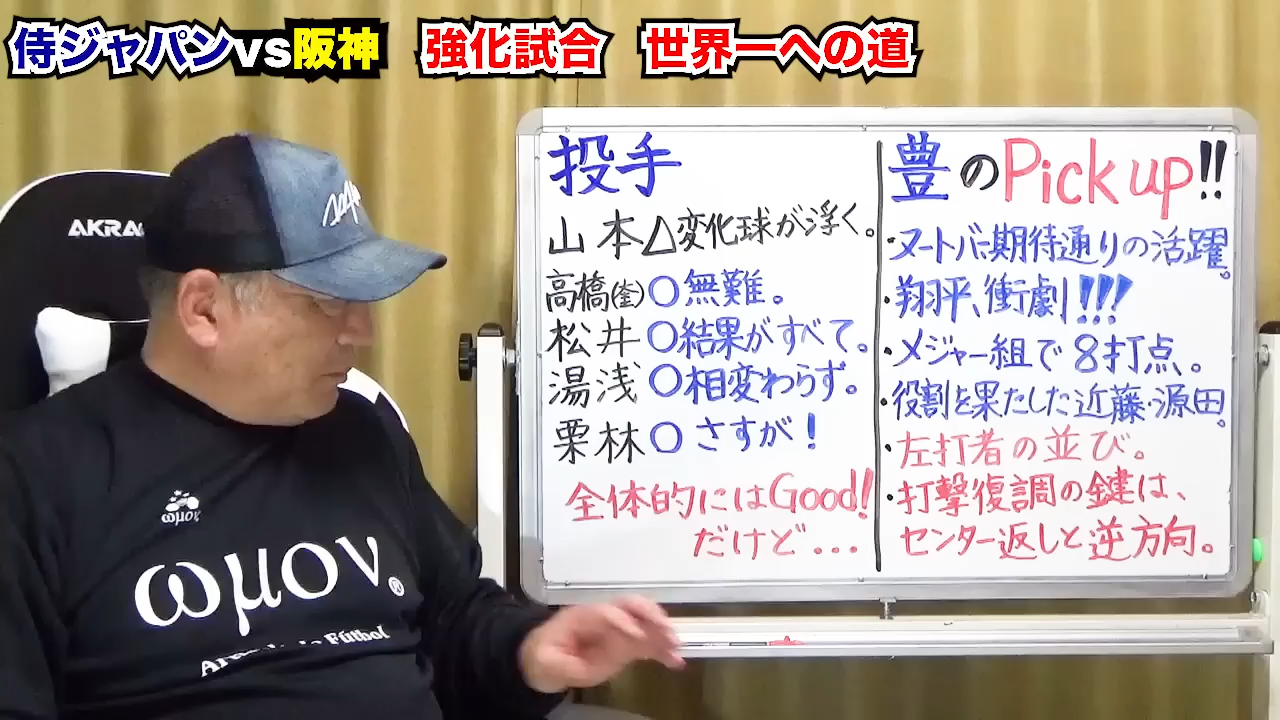 侍ジャパンvs阪神 強化試合 世界一への道
投手
山本△変化球が浮く。
高橋(奎)○無難。
松井○結果がすべて。
湯浅○相変わらず。
栗林○さすが!
全体的にはGood!
だけど...
豊のPick up!!
・ヌートバー、期待通りの活躍。
・翔平、衝劇!!!
・メジャー組で8打点。
・役割を果たした近藤・源田。
・左打者の並び。
・打撃復調の鍵は、
センター返しと逆方向。
AKRA
ωμον
ωμον®
Fútbol